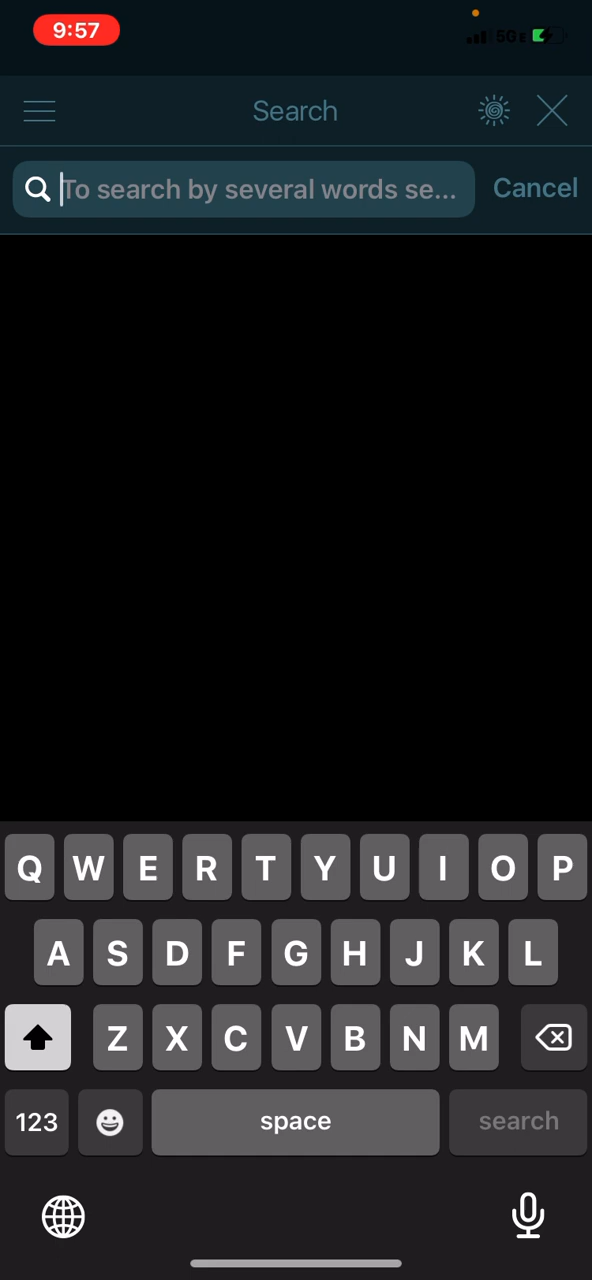 9:57
5G E
Search
To search by several words se...
Cancel
Q W E R T Y U I O P
A S D F G H J K L
Z X C V B N M
123 space search